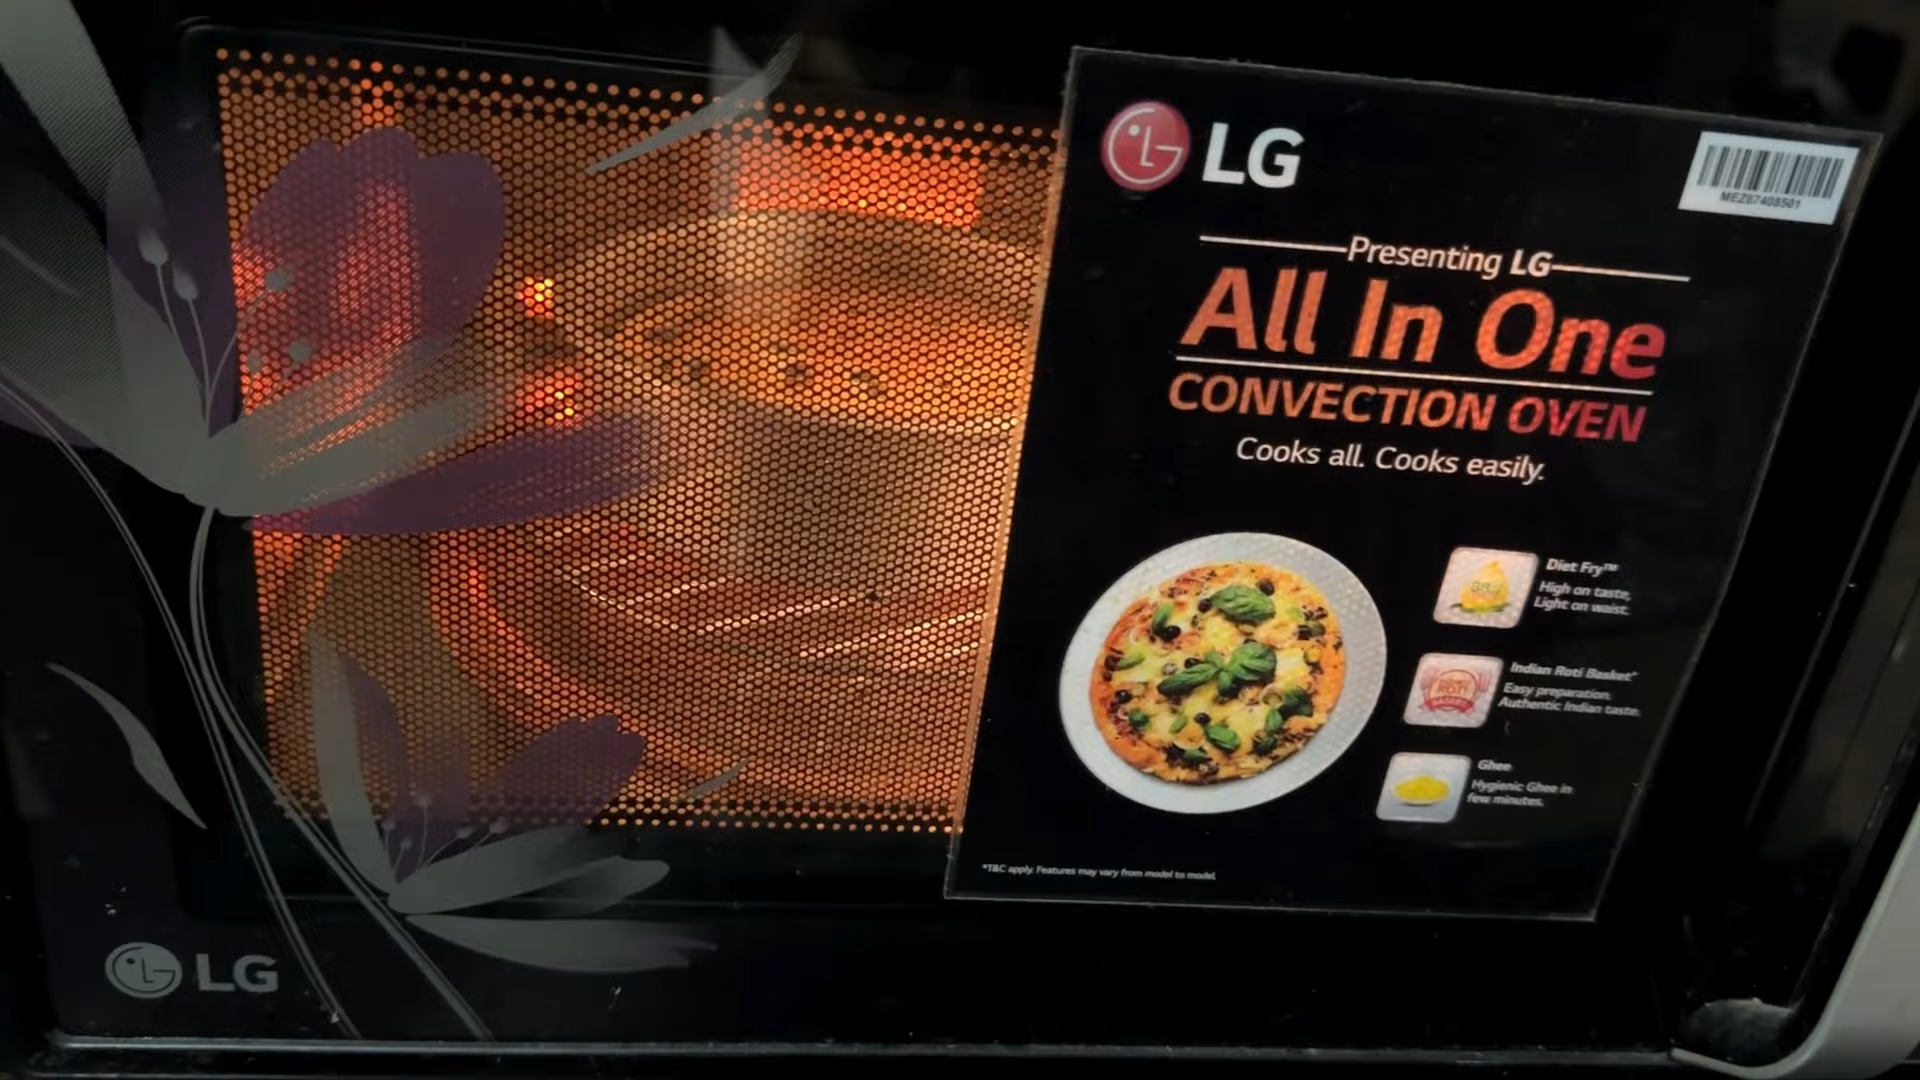 LG
MEZ67408501
Presenting LG
All In One
CONVECTION OVEN
Cooks all. Cooks easily.
Diet Fry™
High on taste,
Light on waist.
Indian Roti Basket*
Easy preparation.
Authentic Indian taste.
Ghee
Hygienic Ghee in
few minutes.
*T&C apply. Features may vary from model to model.
LG